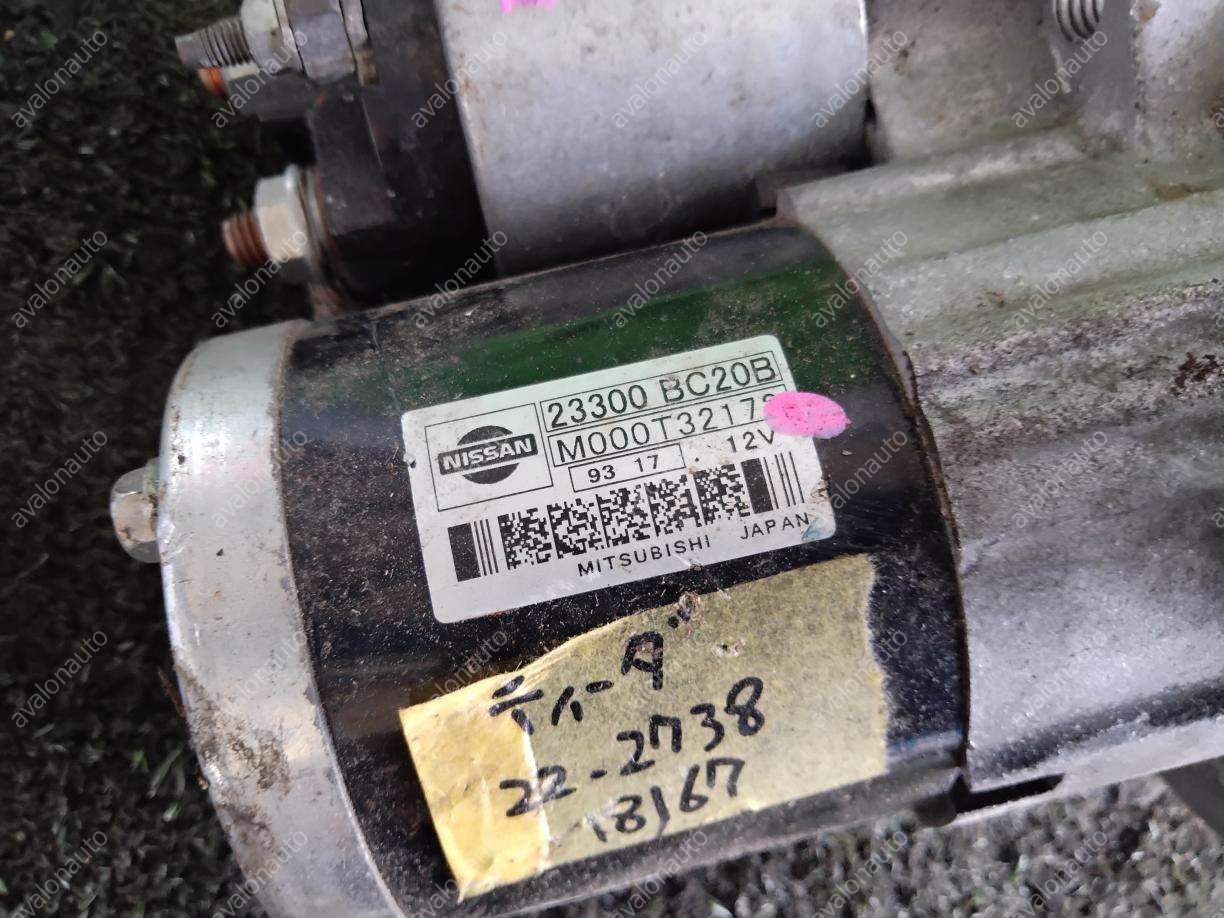 NISSAN
23300 BC20B
M000T3217
93 17 · 12V
MITSUBISHI JAPAN
ティーダ
22-2738
18167
avalonauto